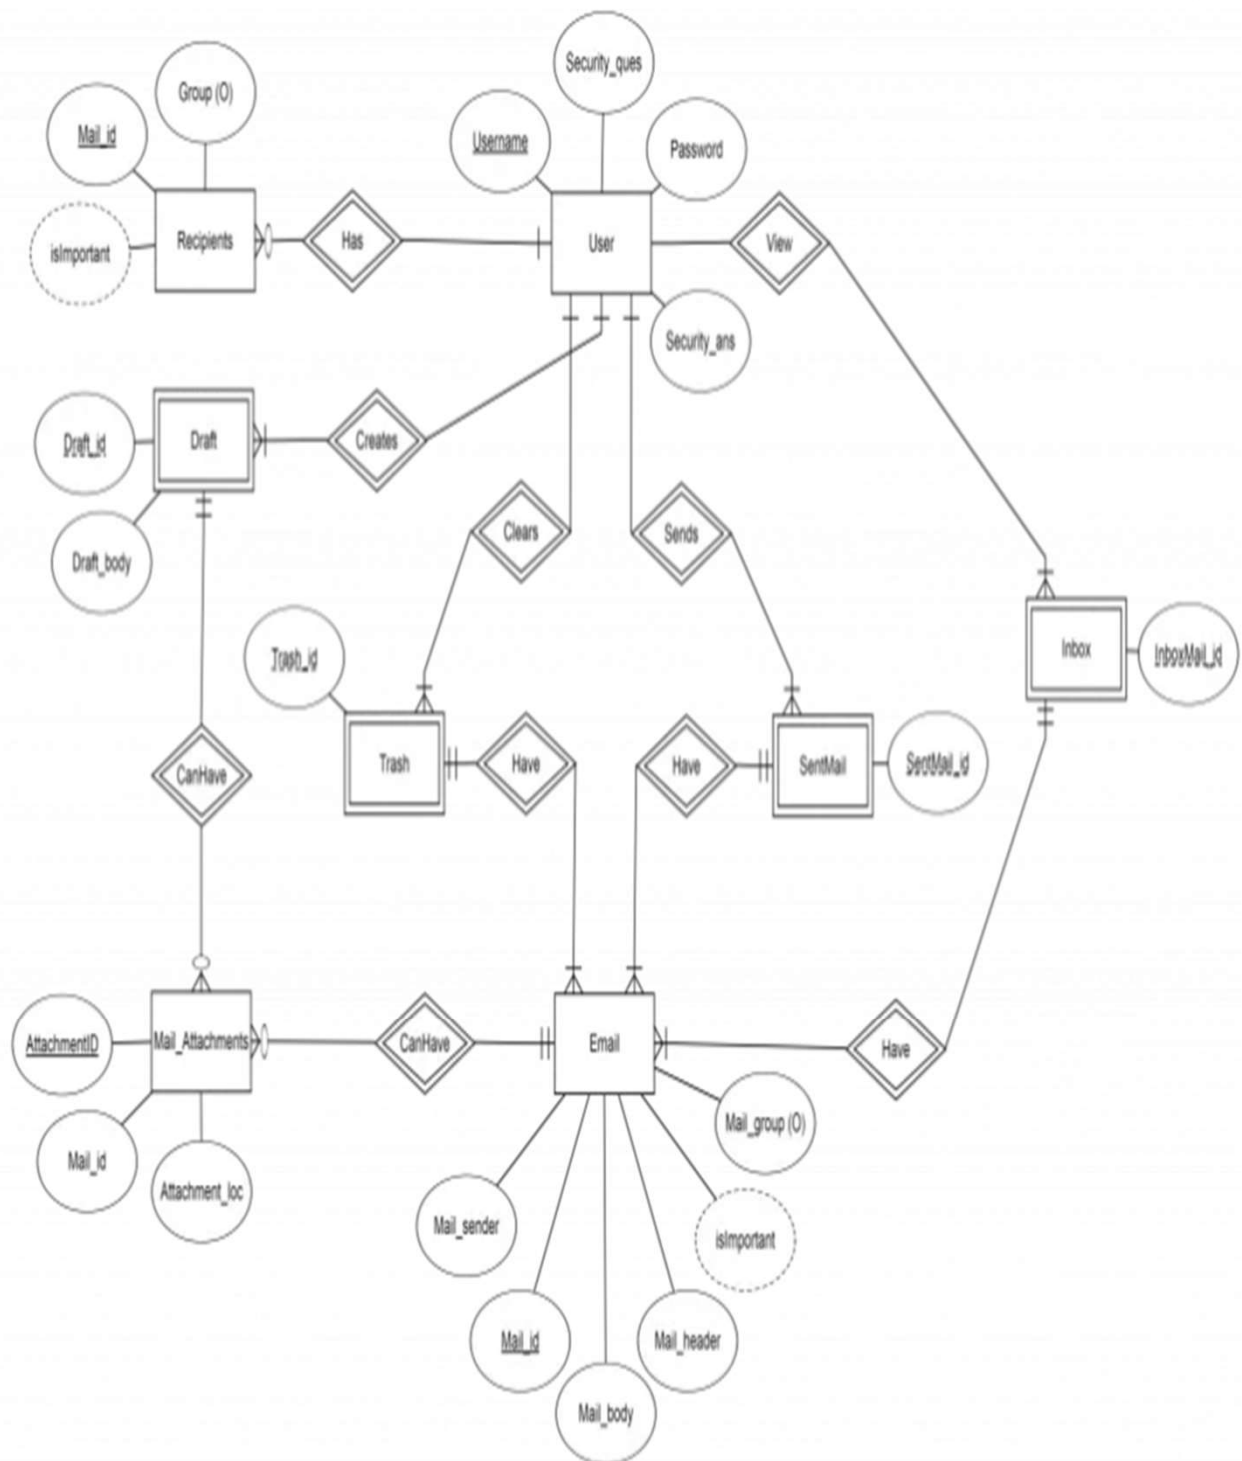 Security_ques
Group (O)
Mail_id
Username
Password
isImportant
Recipients
Has
User
View
Security_ans
Draft_id
Draft
Creates
Draft_body
Clears
Sends
Trash_id
Inbox
InboxMail_id
CanHave
Trash
Have
Have
SentMail
SentMail_id
AttachmentID
Mail_Attachments
CanHave
Email
Have
Mail_group (O)
Mail_id
Attachment_loc
Mail_sender
isImportant
Mail_id
Mail_header
Mail_body